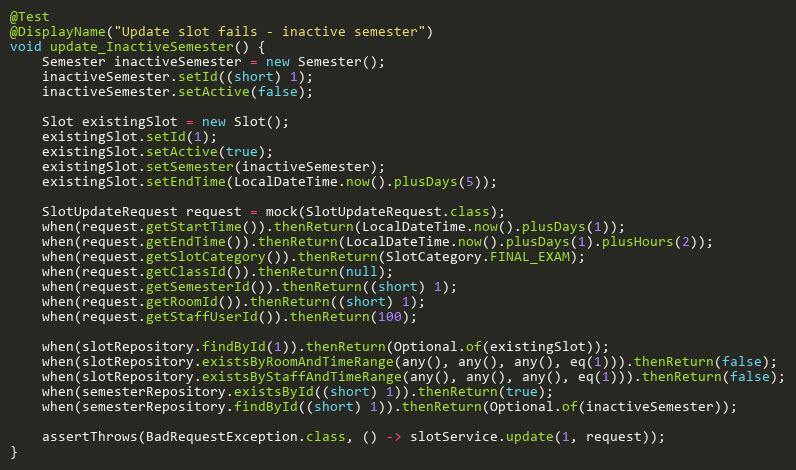 @Test
@DisplayName("Update slot fails - inactive semester")
void update_InactiveSemester() {
    Semester inactiveSemester = new Semester();
    inactiveSemester.setId((short) 1);
    inactiveSemester.setActive(false);

    Slot existingSlot = new Slot();
    existingSlot.setId(1);
    existingSlot.setActive(true);
    existingSlot.setSemester(inactiveSemester);
    existingSlot.setEndTime(LocalDateTime.now().plusDays(5));

    SlotUpdateRequest request = mock(SlotUpdateRequest.class);
    when(request.getStartTime()).thenReturn(LocalDateTime.now().plusDays(1));
    when(request.getEndTime()).thenReturn(LocalDateTime.now().plusDays(1).plusHours(2));
    when(request.getSlotCategory()).thenReturn(SlotCategory.FINAL_EXAM);
    when(request.getClassId()).thenReturn(null);
    when(request.getSemesterId()).thenReturn((short) 1);
    when(request.getRoomId()).thenReturn((short) 1);
    when(request.getStaffUserId()).thenReturn(100);

    when(slotRepository.findById(1)).thenReturn(Optional.of(existingSlot));
    when(slotRepository.existsByRoomAndTimeRange(any(), any(), any(), eq(1))).thenReturn(false);
    when(slotRepository.existsByStaffAndTimeRange(any(), any(), any(), eq(1))).thenReturn(false);
    when(semesterRepository.existsById((short) 1)).thenReturn(true);
    when(semesterRepository.findById((short) 1)).thenReturn(Optional.of(inactiveSemester));

    assertThrows(BadRequestException.class, () -> slotService.update(1, request));
}